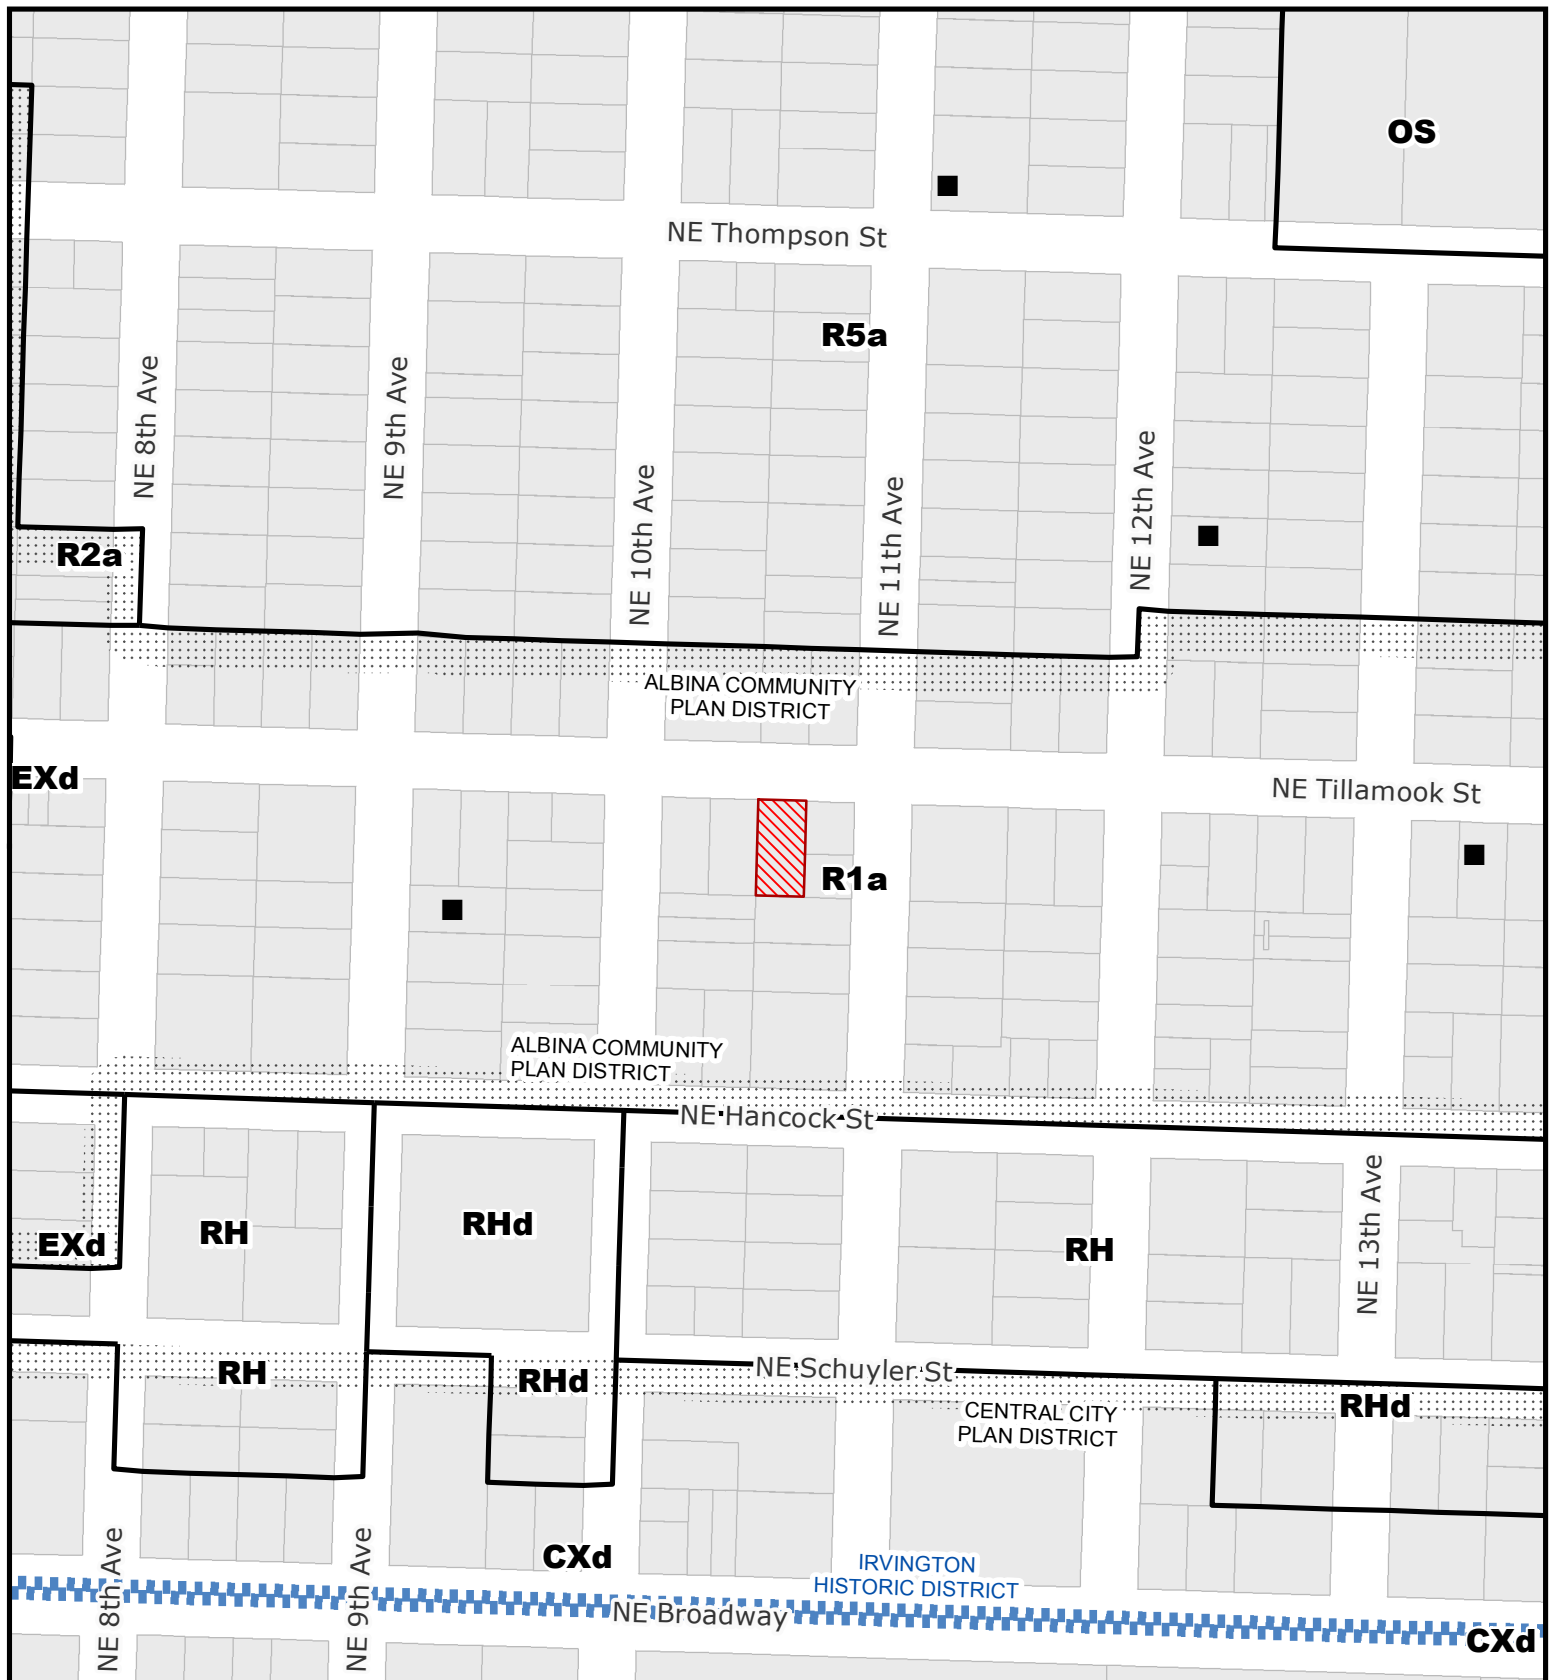 OS
NE Thompson St
R5a
NE 8th Ave
NE 9th Ave
NE 10th Ave
NE 11th Ave
NE 12th Ave
R2a
ALBINA COMMUNITY
PLAN DISTRICT
EXd
NE Tillamook St
R1a
ALBINA COMMUNITY
PLAN DISTRICT
NE Hancock St
NE 13th Ave
RH
RHd
EXd
RH
RH
RHd
NE Schuyler St
RHd
CENTRAL CITY
PLAN DISTRICT
NE 8th Ave
NE 9th Ave
CXd
IRVINGTON
HISTORIC DISTRICT
NE Broadway
CXd